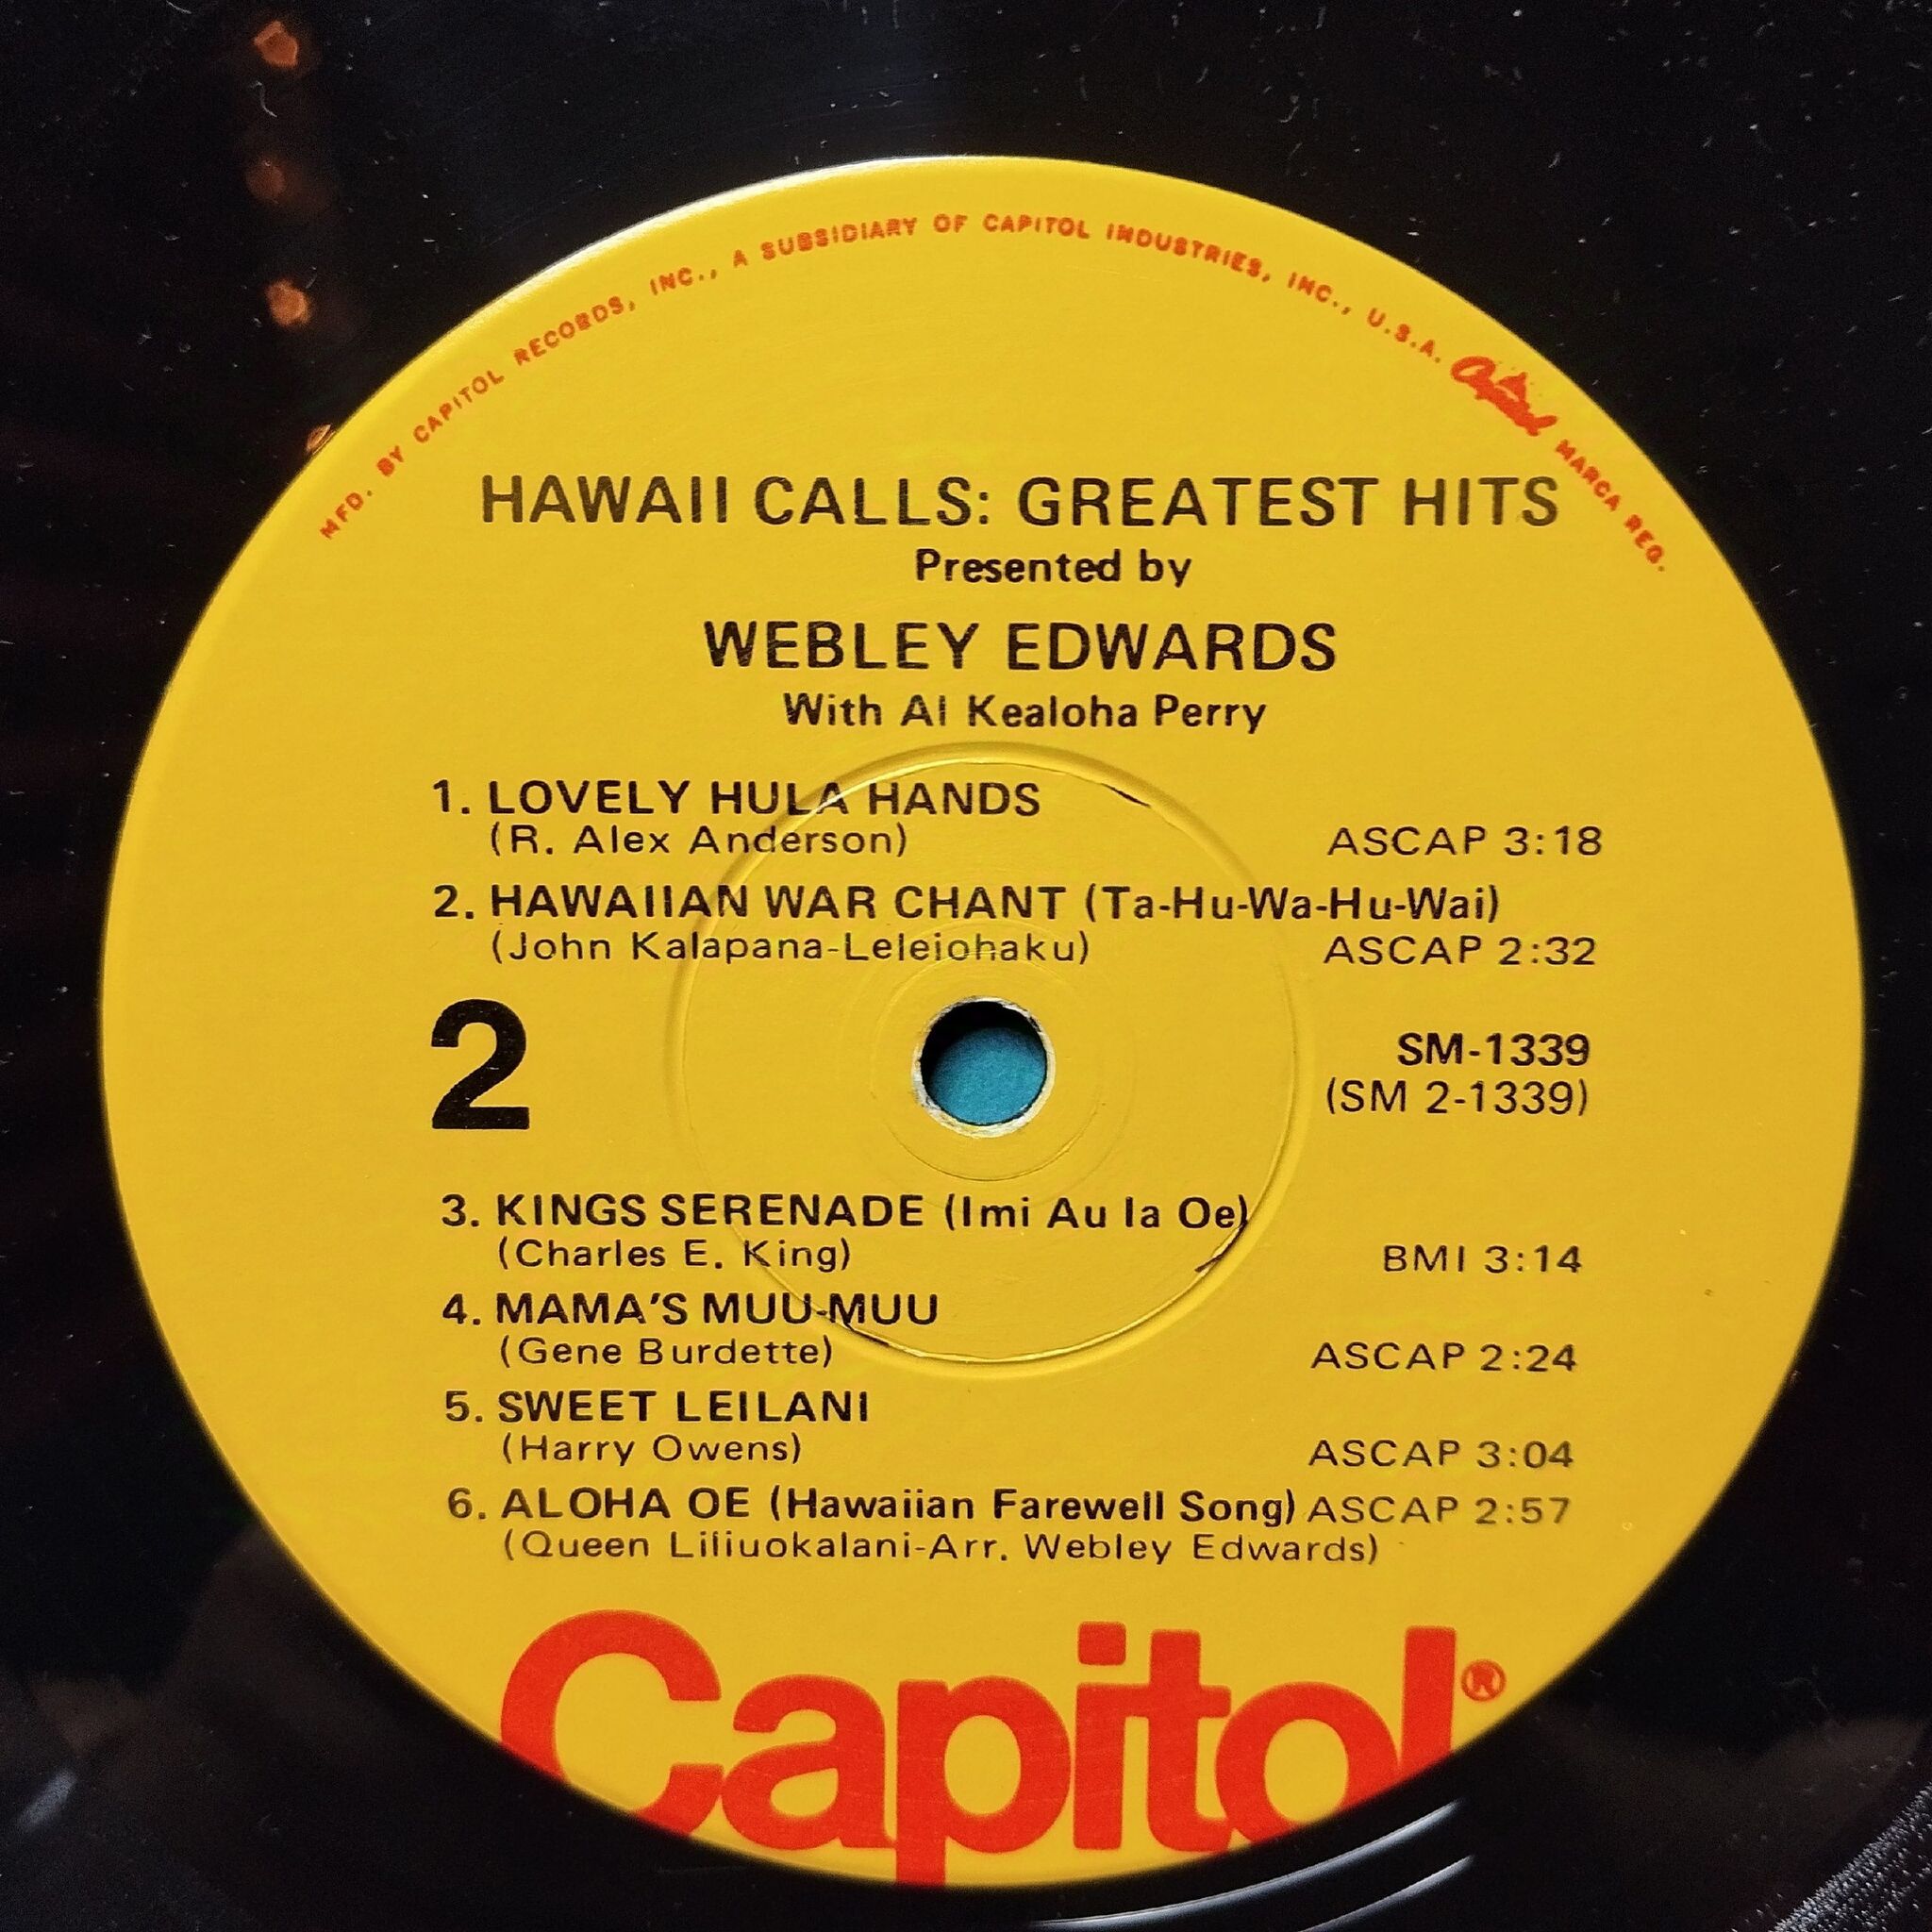 MFD. BY CAPITOL RECORDS, INC., A SUBSIDIARY OF CAPITOL INDUSTRIES, INC., U.S.A. Capitol MARCA REG.
HAWAII CALLS: GREATEST HITS
Presented by
WEBLEY EDWARDS
With Al Kealoha Perry
1. LOVELY HULA HANDS
(R. Alex Anderson) ASCAP 3:18
2. HAWAIIAN WAR CHANT (Ta-Hu-Wa-Hu-Wai)
(John Kalapana-Leleiohaku) ASCAP 2:32
2
SM-1339
(SM 2-1339)
3. KINGS SERENADE (Imi Au Ia Oe)
(Charles E. King) BMI 3:14
4. MAMA'S MUU-MUU
(Gene Burdette) ASCAP 2:24
5. SWEET LEILANI
(Harry Owens) ASCAP 3:04
6. ALOHA OE (Hawaiian Farewell Song) ASCAP 2:57
(Queen Liliuokalani-Arr. Webley Edwards)
Capitol®